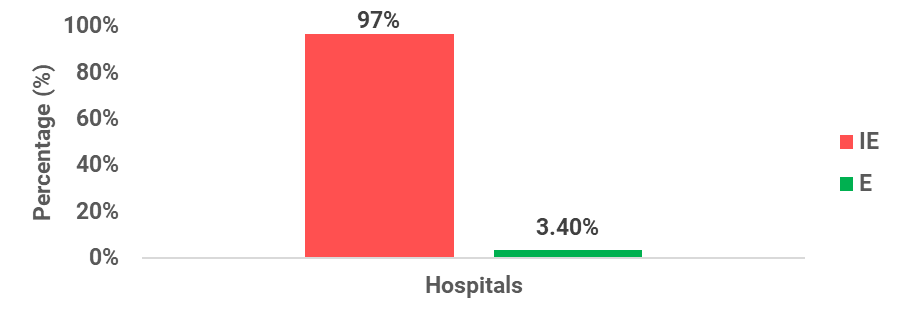 97%
100%
80%
60%
40%
20%
0%
Percentage (%)
3.40%
Hospitals
IE
E